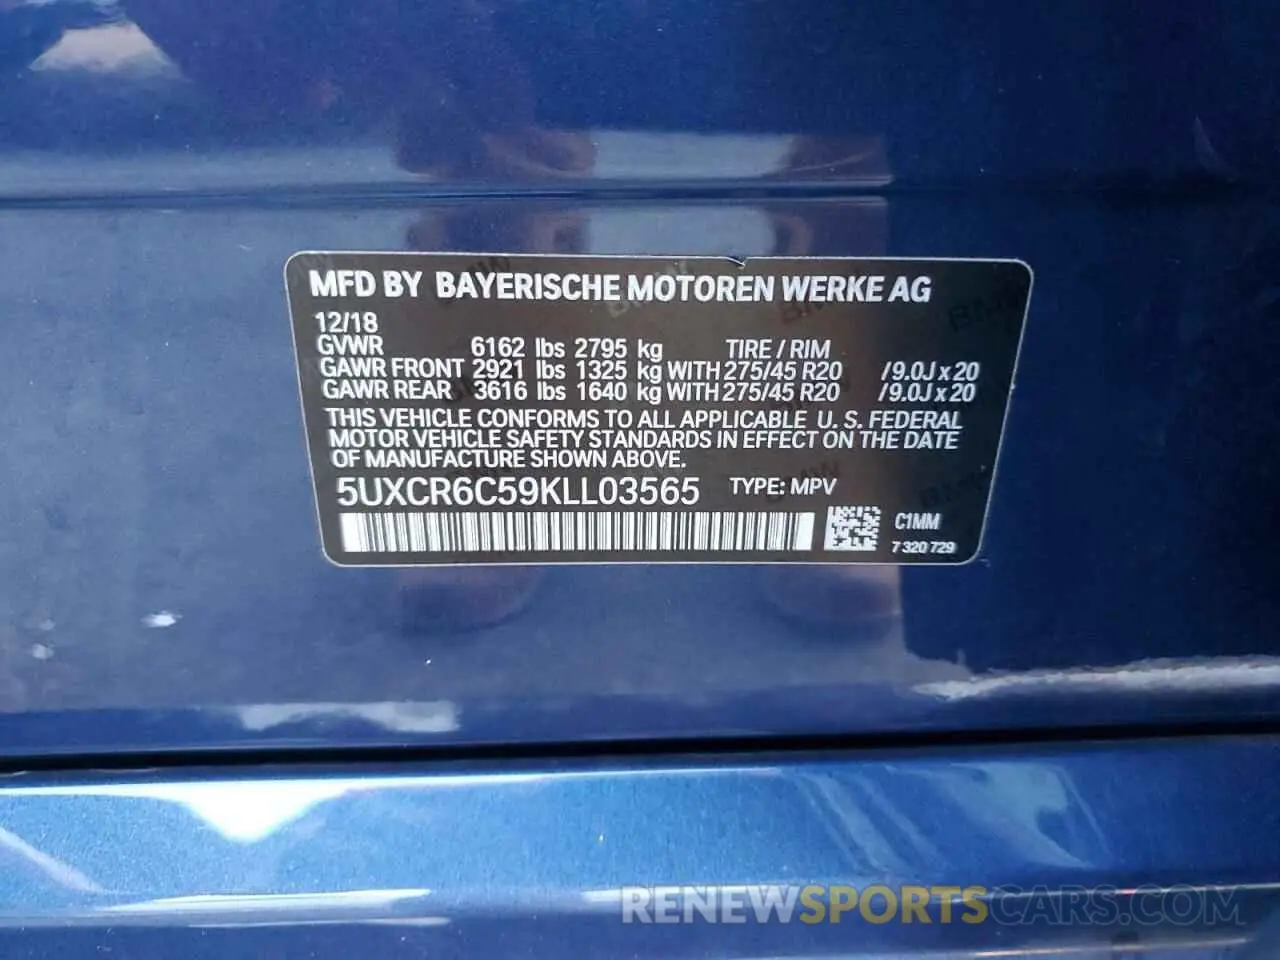 MFD BY BAYERISCHE MOTOREN WERKE AG
12/18
GVWR 6162 lbs 2795 kg TIRE / RIM
GAWR FRONT 2921 lbs 1325 kg WITH 275/45 R20 /9.0J x 20
GAWR REAR 3616 lbs 1640 kg WITH 275/45 R20 /9.0J x 20
THIS VEHICLE CONFORMS TO ALL APPLICABLE U. S. FEDERAL
MOTOR VEHICLE SAFETY STANDARDS IN EFFECT ON THE DATE
OF MANUFACTURE SHOWN ABOVE.
5UXCR6C59KLL03565 TYPE: MPV
C1MM
7 320 729
RENEWSPORTSCARS.COM